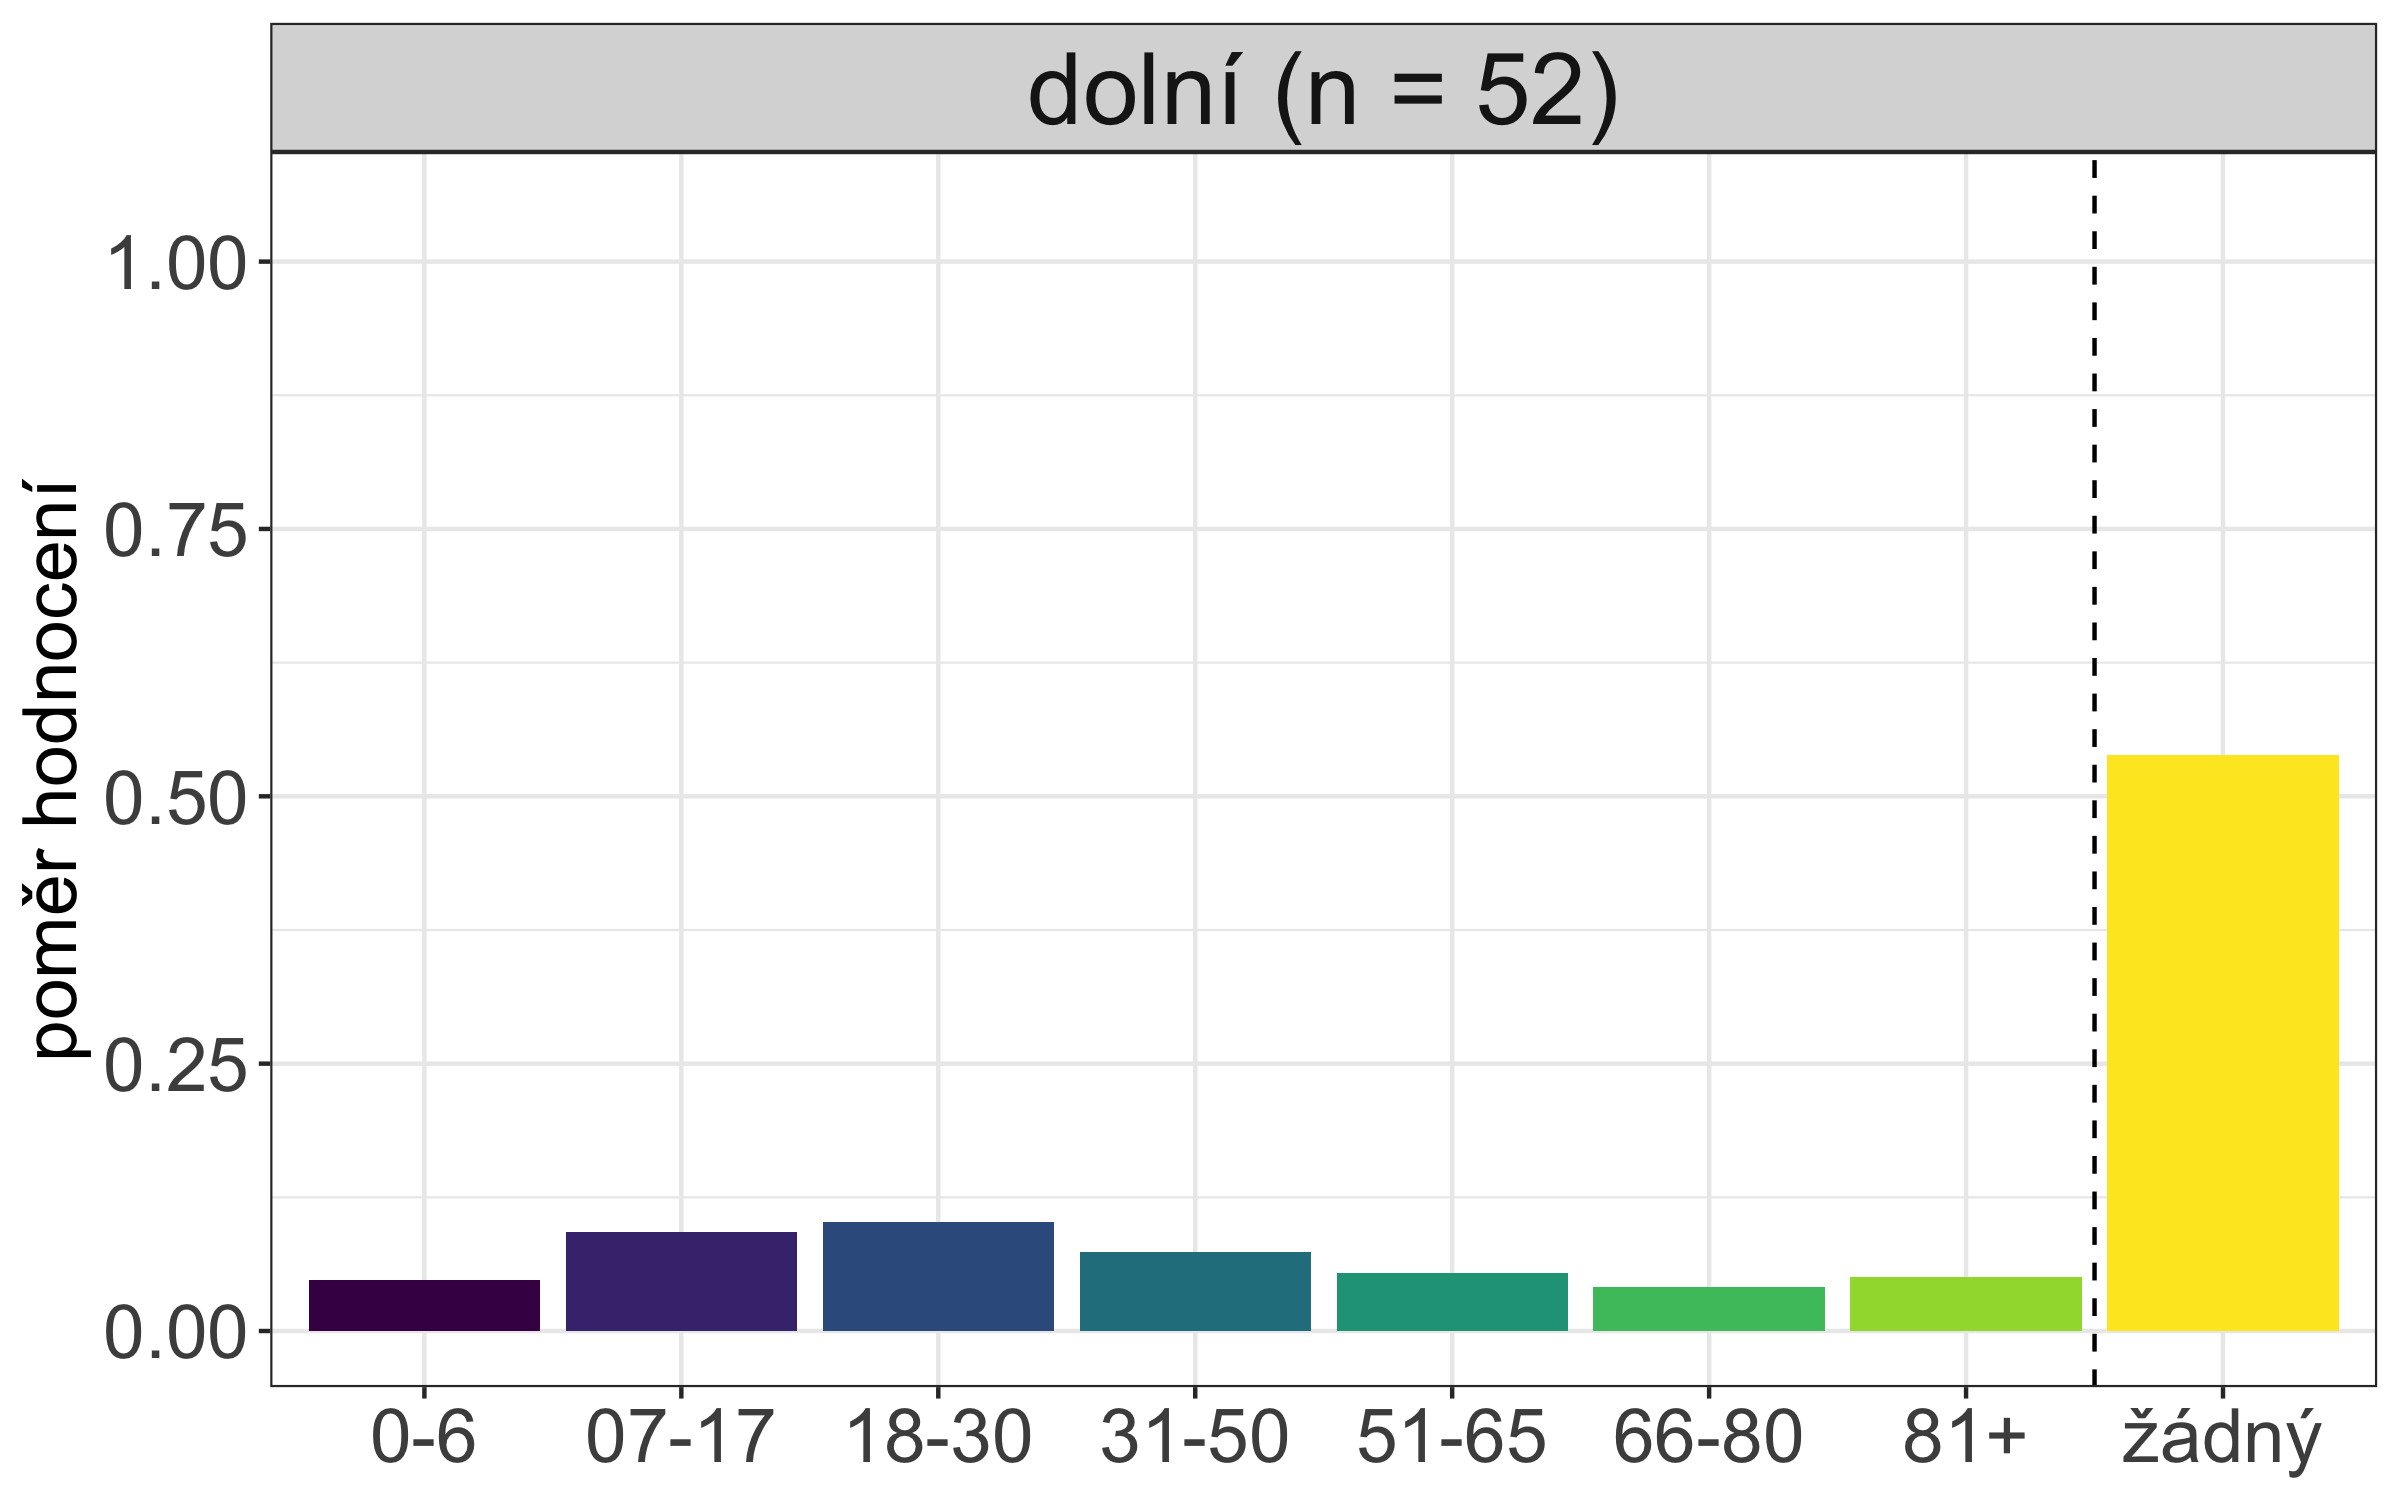 dolní (n = 52)
poměr hodnocení
1.00
0.75
0.50
0.25
0.00
0-6 07-17 18-30 31-50 51-65 66-80 81+ žádný